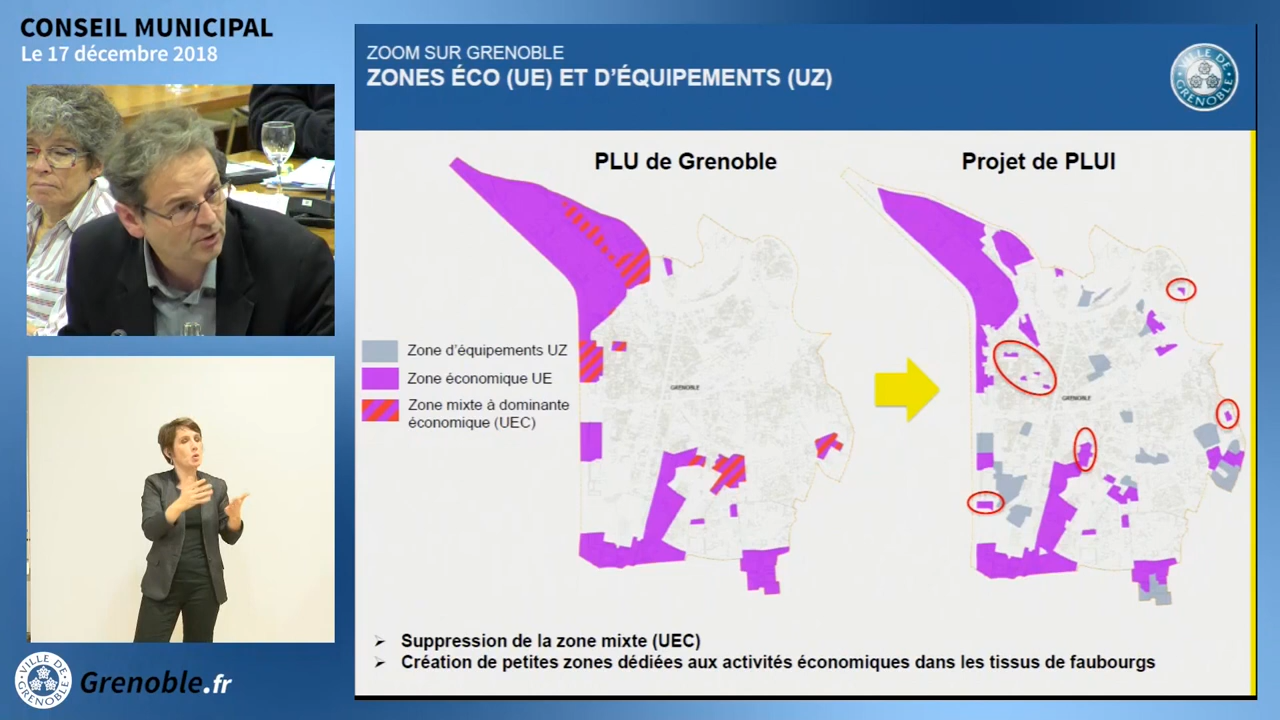 CONSEIL MUNICIPAL
Le 17 décembre 2018
ZOOM SUR GRENOBLE
ZONES ÉCO (UE) ET D'ÉQUIPEMENTS (UZ)
VILLE DE GRENOBLE
PLU de Grenoble
Projet de PLUI
Zone d'équipements UZ
Zone économique UE
Zone mixte à dominante
économique (UEC)
GRENOBLE
GRENOBLE
➢ Suppression de la zone mixte (UEC)
➢ Création de petites zones dédiées aux activités économiques dans les tissus de faubourgs
VILLE DE GRENOBLE
Grenoble.fr